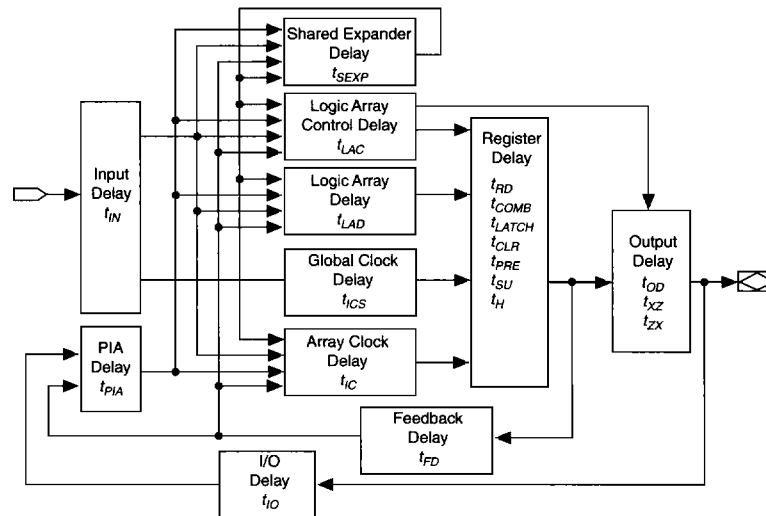 Shared Expander
Delay
tSEXP
Logic Array
Control Delay
tLAC
Input
Delay
tIN
Logic Array
Delay
tLAD
Global Clock
Delay
tICS
Array Clock
Delay
tIC
PIA
Delay
tPIA
Register
Delay
tRD
tCOMB
tLATCH
tCLR
tPRE
tSU
tH
Output
Delay
tOD
tXZ
tZX
Feedback
Delay
tFD
I/O
Delay
tIO